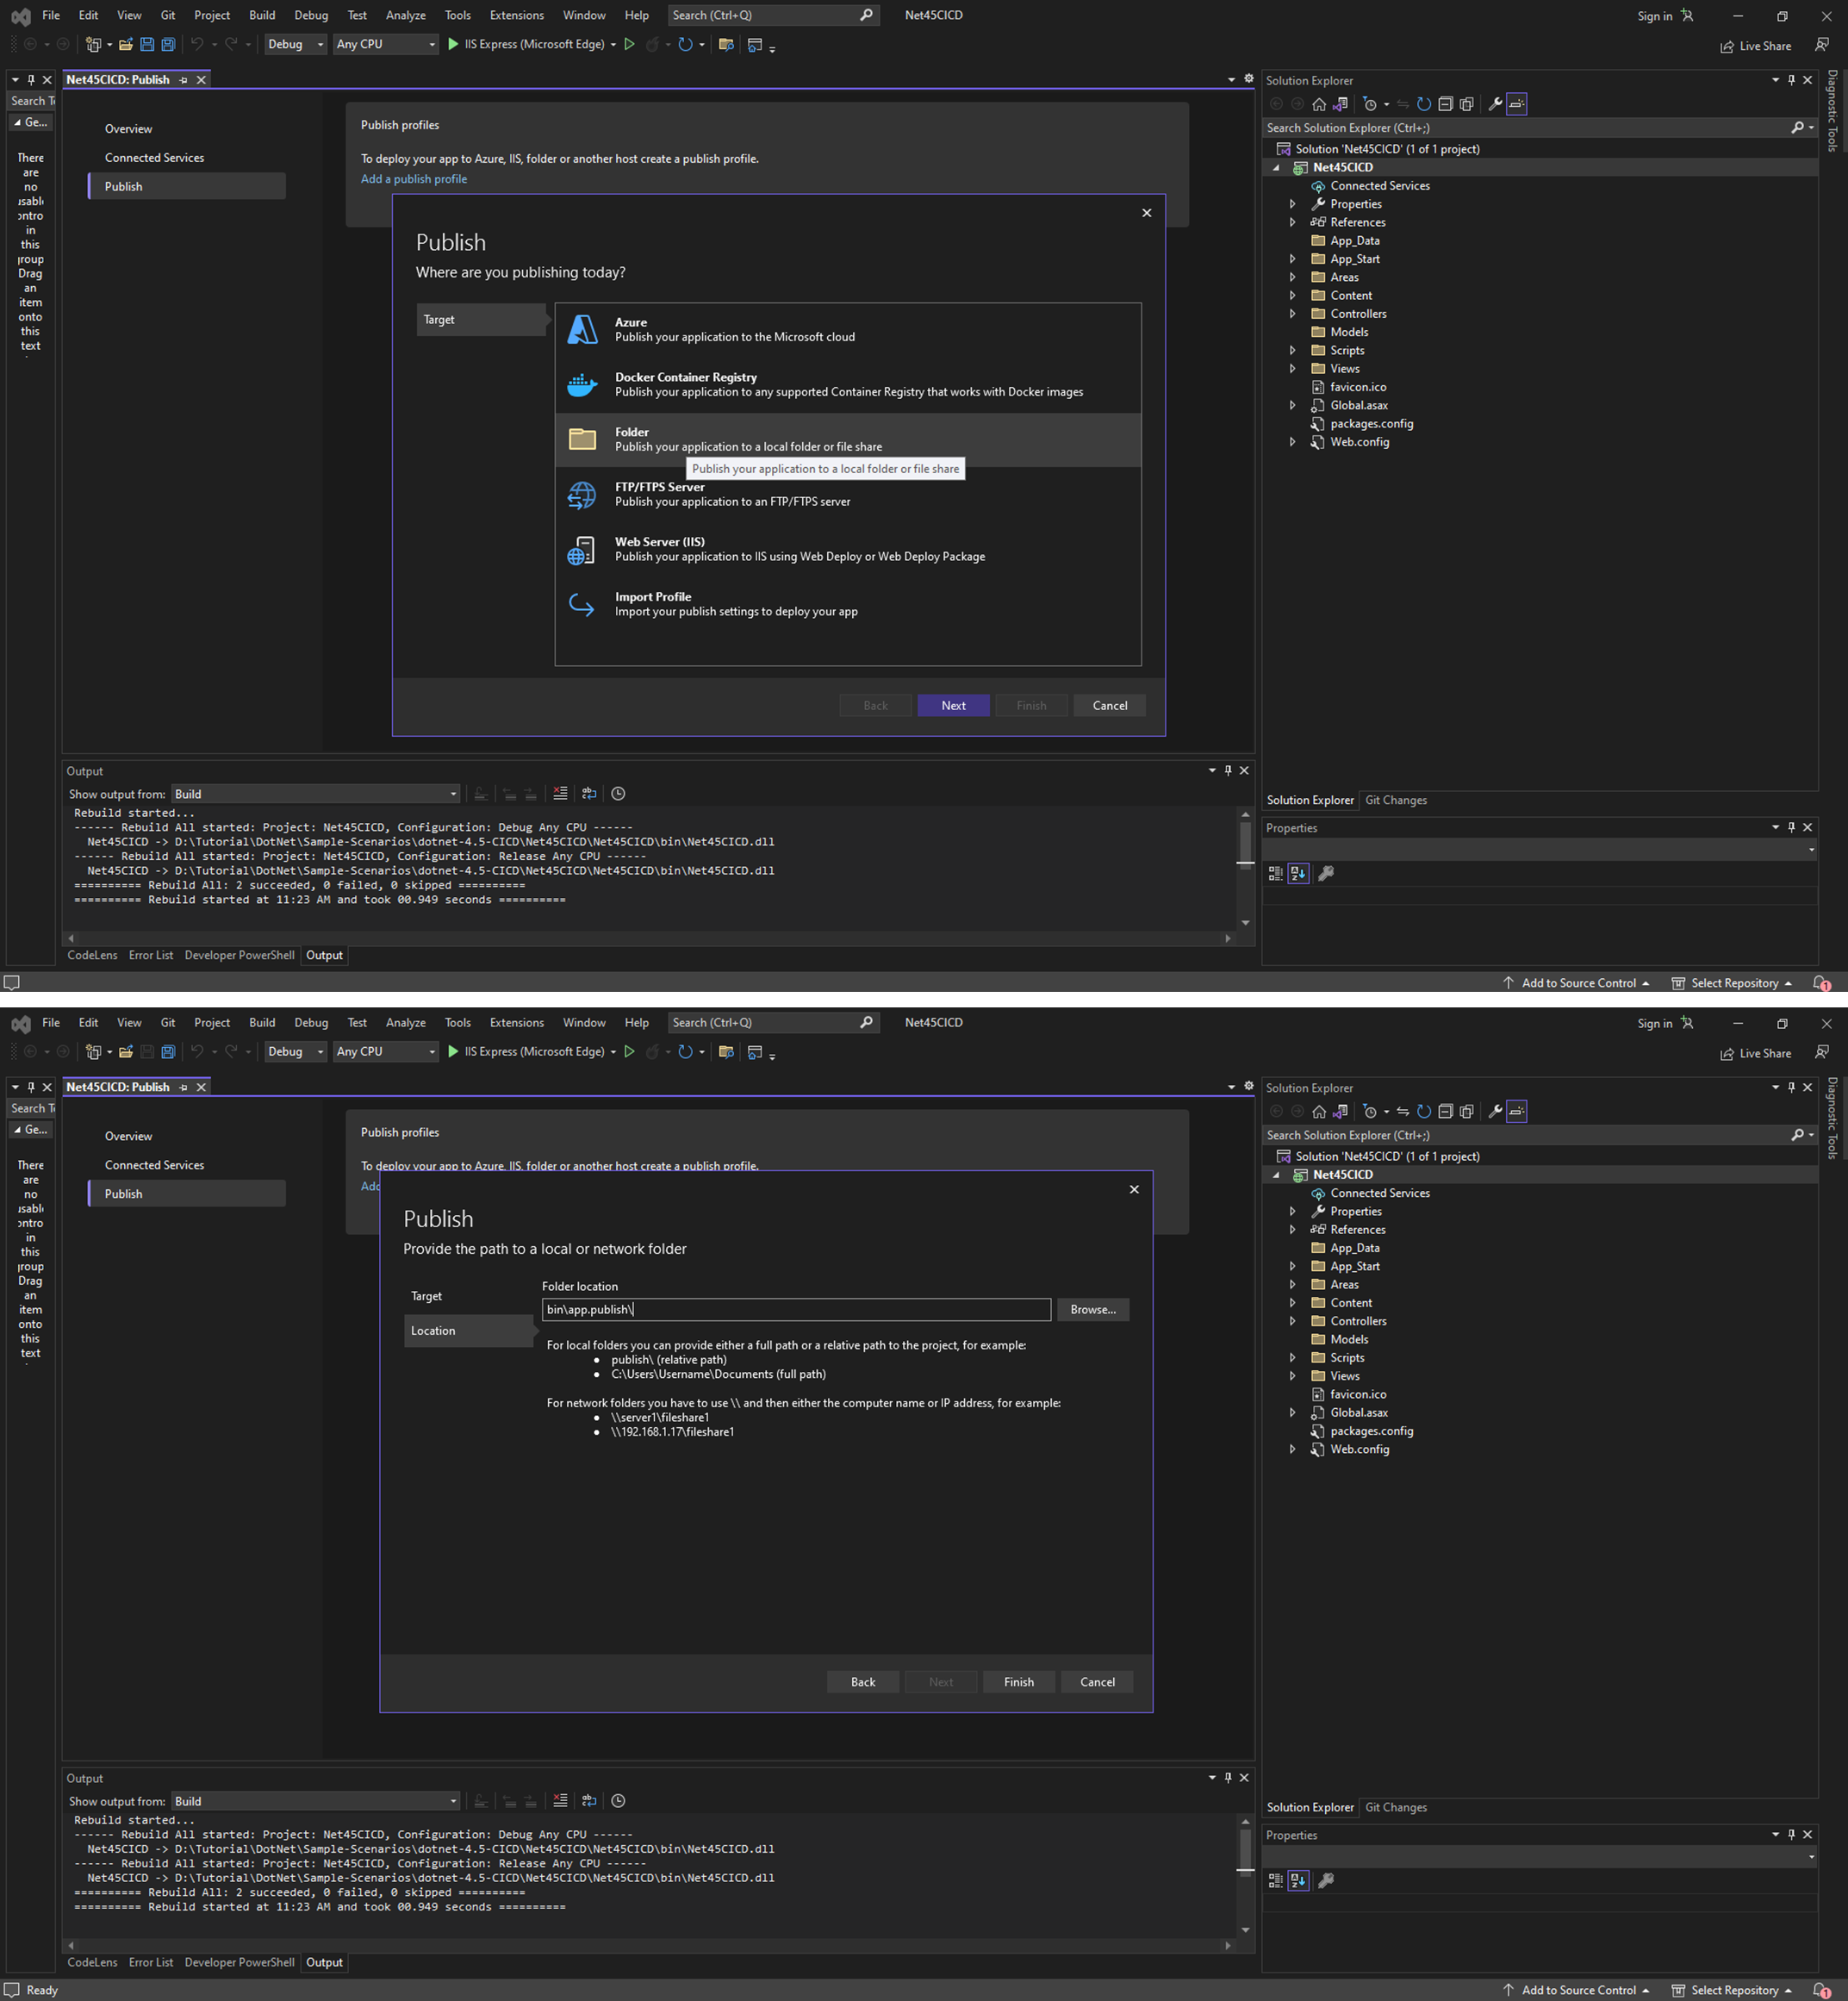 File Edit View Git Project Build Debug Test Analyze Tools Extensions Window Help Search (Ctrl+Q) Net45CICD Sign in
Debug Any CPU IIS Express (Microsoft Edge) Live Share
Net45CICD: Publish
Search To
Ge...
There
are
no
usable
ontro
in
this
group
Drag
an
item
onto
this
text
Overview
Connected Services
Publish
Publish profiles
To deploy your app to Azure, IIS, folder or another host create a publish profile.
Add a publish profile
Publish
Where are you publishing today?
Target
Azure
Publish your application to the Microsoft cloud
Docker Container Registry
Publish your application to any supported Container Registry that works with Docker images
Folder
Publish your application to a local folder or file share
Publish your application to a local folder or file share
FTP/FTPS Server
Publish your application to an FTP/FTPS server
Web Server (IIS)
Publish your application to IIS using Web Deploy or Web Deploy Package
Import Profile
Import your publish settings to deploy your app
Back Next Finish Cancel
Output
Show output from: Build
Rebuild started...
------ Rebuild All started: Project: Net45CICD, Configuration: Debug Any CPU ------
Net45CICD -> D:\Tutorial\DotNet\Sample-Scenarios\dotnet-4.5-CICD\Net45CICD\Net45CICD\bin\Net45CICD.dll
------ Rebuild All started: Project: Net45CICD, Configuration: Release Any CPU ------
Net45CICD -> D:\Tutorial\DotNet\Sample-Scenarios\dotnet-4.5-CICD\Net45CICD\Net45CICD\bin\Net45CICD.dll
========== Rebuild All: 2 succeeded, 0 failed, 0 skipped ==========
========== Rebuild started at 11:23 AM and took 00.949 seconds ==========
CodeLens Error List Developer PowerShell Output
Solution Explorer
Search Solution Explorer (Ctrl+;)
Solution 'Net45CICD' (1 of 1 project)
Net45CICD
Connected Services
Properties
References
App_Data
App_Start
Areas
Content
Controllers
Models
Scripts
Views
favicon.ico
Global.asax
packages.config
Web.config
Solution Explorer Git Changes
Properties
Diagnostic Tools
Add to Source Control Select Repository 1
File Edit View Git Project Build Debug Test Analyze Tools Extensions Window Help Search (Ctrl+Q) Net45CICD Sign in
Debug Any CPU IIS Express (Microsoft Edge) Live Share
Net45CICD: Publish
Search To
Ge...
There
are
no
usable
ontro
in
this
group
Drag
an
item
onto
this
text
Overview
Connected Services
Publish
Publish profiles
To deploy your app to Azure, IIS, folder or another host create a publish profile.
Add
Publish
Provide the path to a local or network folder
Target
Location
Folder location
bin\app.publish\
Browse...
For local folders you can provide either a full path or a relative path to the project, for example:
• publish\ (relative path)
• C:\Users\Username\Documents (full path)
For network folders you have to use \\ and then either the computer name or IP address, for example:
• \\server1\fileshare1
• \\192.168.1.17\fileshare1
Back Next Finish Cancel
Output
Show output from: Build
Rebuild started...
------ Rebuild All started: Project: Net45CICD, Configuration: Debug Any CPU ------
Net45CICD -> D:\Tutorial\DotNet\Sample-Scenarios\dotnet-4.5-CICD\Net45CICD\Net45CICD\bin\Net45CICD.dll
------ Rebuild All started: Project: Net45CICD, Configuration: Release Any CPU ------
Net45CICD -> D:\Tutorial\DotNet\Sample-Scenarios\dotnet-4.5-CICD\Net45CICD\Net45CICD\bin\Net45CICD.dll
========== Rebuild All: 2 succeeded, 0 failed, 0 skipped ==========
========== Rebuild started at 11:23 AM and took 00.949 seconds ==========
CodeLens Error List Developer PowerShell Output
Solution Explorer
Search Solution Explorer (Ctrl+;)
Solution 'Net45CICD' (1 of 1 project)
Net45CICD
Connected Services
Properties
References
App_Data
App_Start
Areas
Content
Controllers
Models
Scripts
Views
favicon.ico
Global.asax
packages.config
Web.config
Solution Explorer Git Changes
Properties
Diagnostic Tools
Ready Add to Source Control Select Repository 1